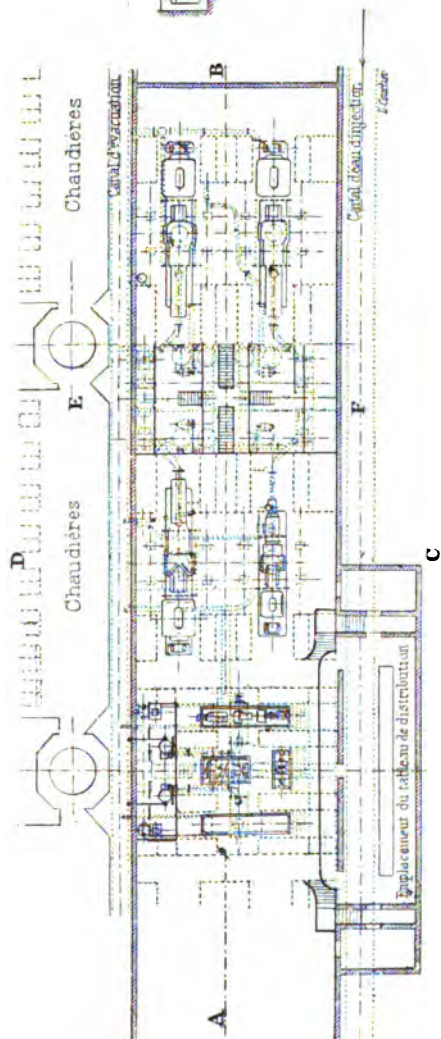 D
Chaudières
Chaudières
E
Canal d'évacuation
A
B
Canal d'eau d'injection
F
Emplacement du tableau de distribution
C